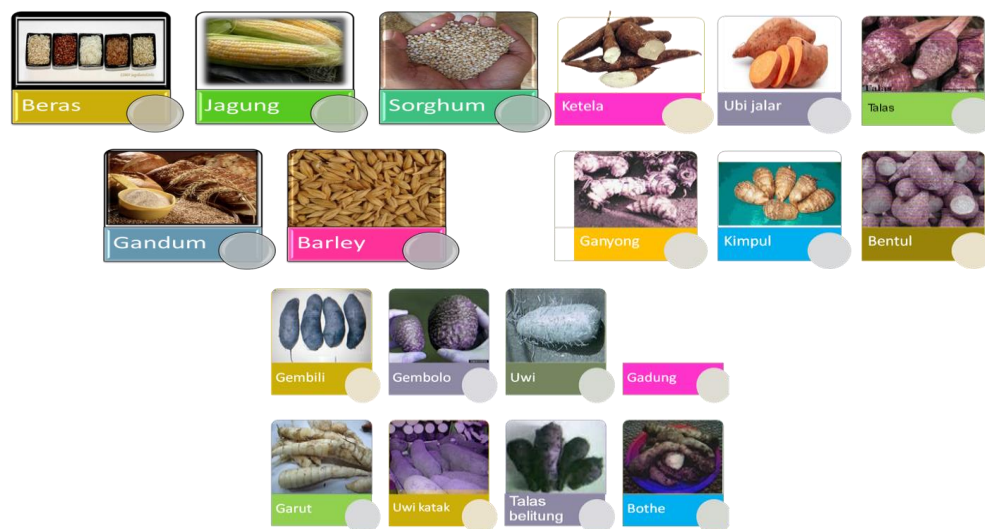 Beras
Jagung
Sorghum
Ketela
Ubi jalar
Talas
Gandum
Barley
Ganyong
Kimpul
Bentul
Gembili
Gembolo
Uwi
Gadung
Garut
Uwi katak
Talas
belitung
Bothe